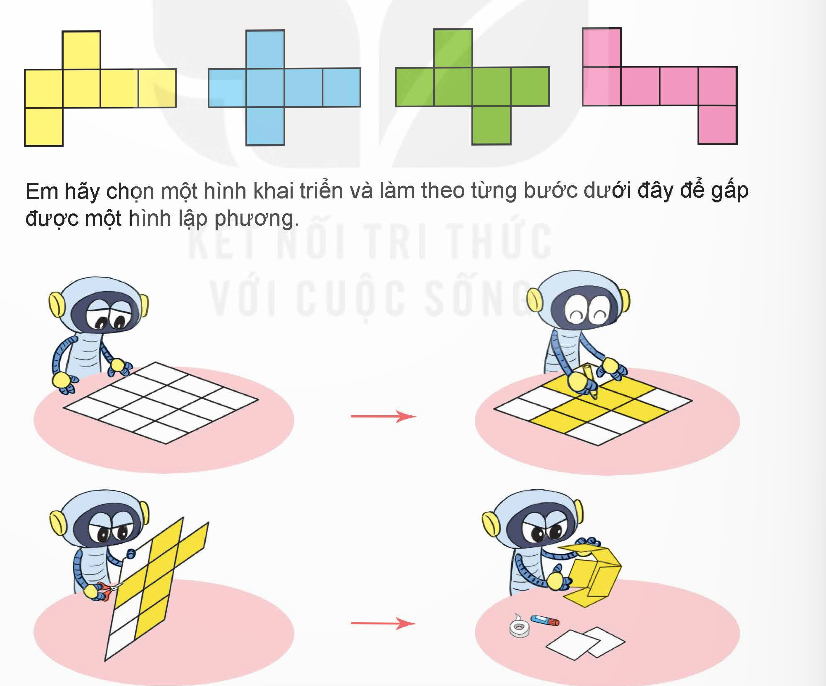 Em hãy chọn một hình khai triển và làm theo từng bước dưới đây để gấp
được một hình lập phương.
KẾT NỐI TRI THỨC
VỚI CUỘC SỐNG